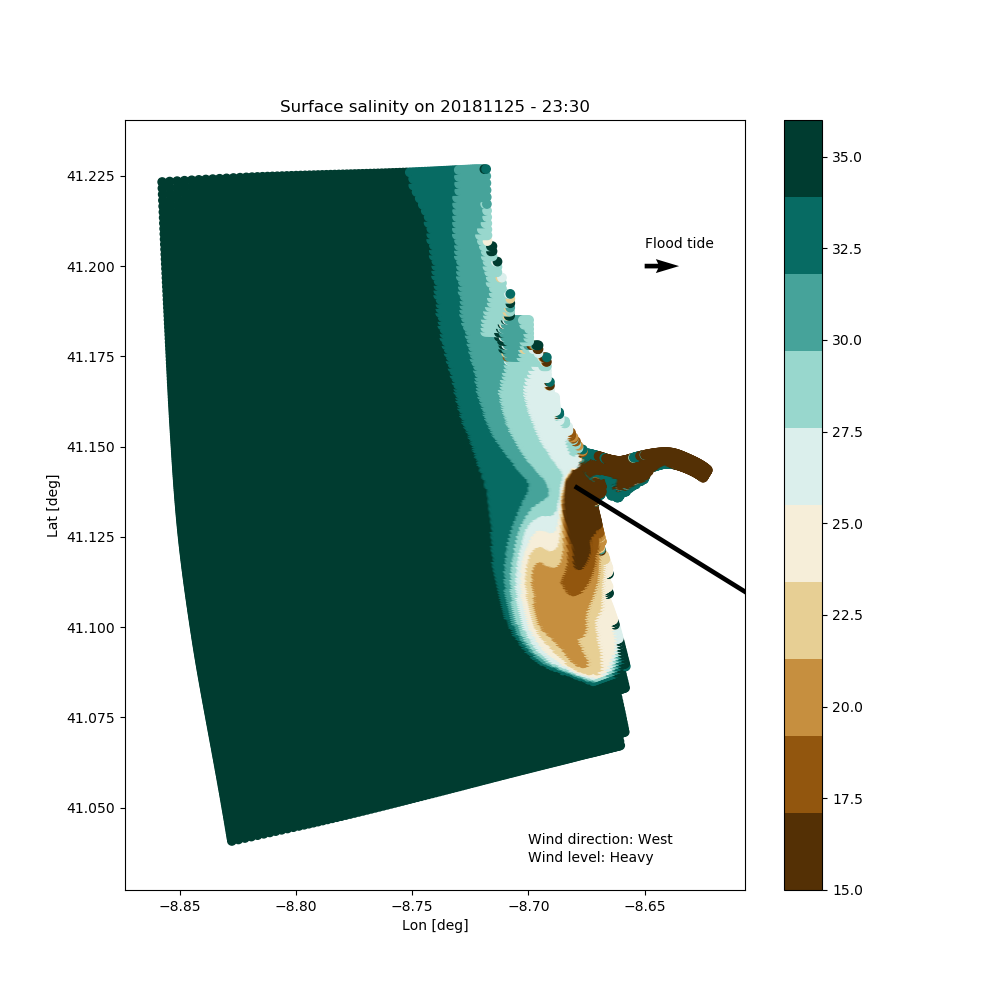 Surface salinity on 20181125 - 23:30
Lat [deg]
41.225
41.200
41.175
41.150
41.125
41.100
41.075
41.050
Flood tide
Wind direction: West
Wind level: Heavy
−8.85 −8.80 −8.75 −8.70 −8.65
Lon [deg]
35.0
32.5
30.0
27.5
25.0
22.5
20.0
17.5
15.0